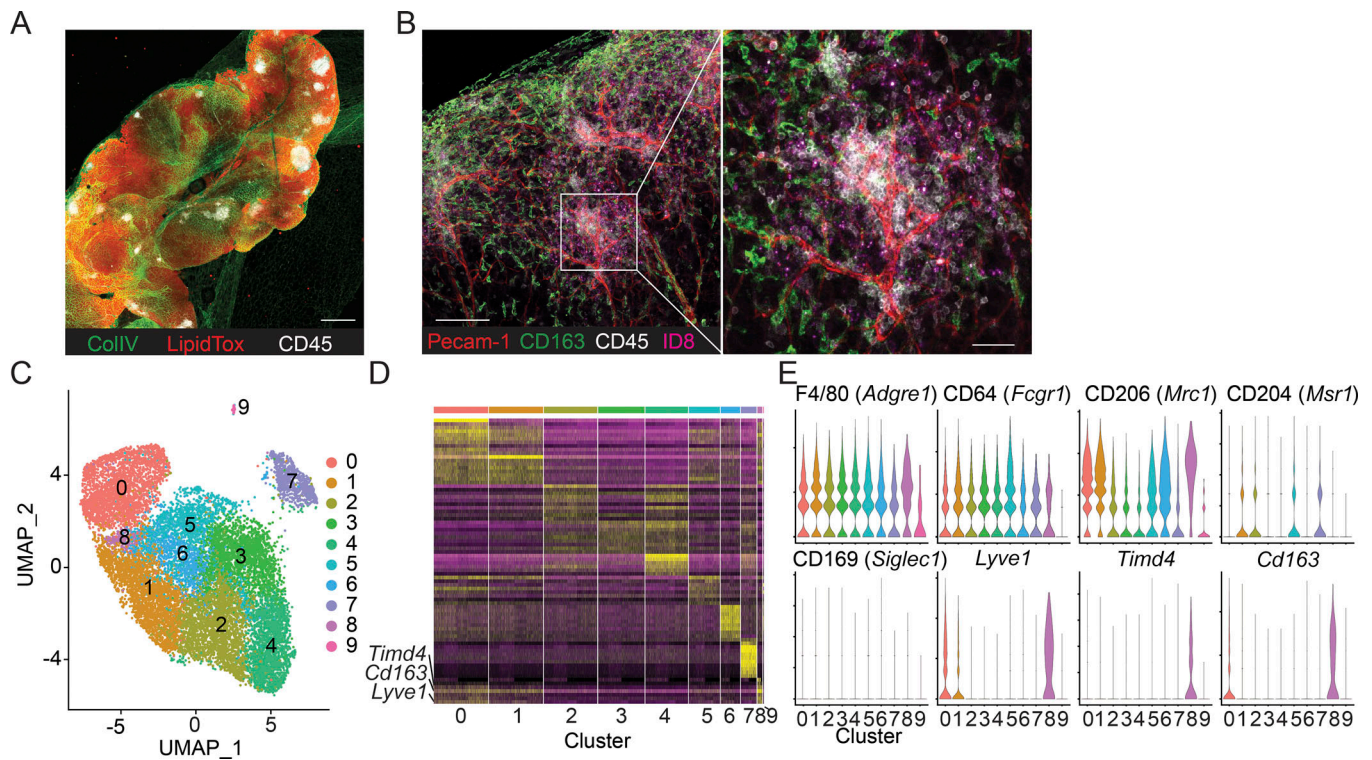 A
ColIV LipidTox CD45
B
Pecam-1 CD163 CD45 ID8
C
UMAP_2
4
0
-4
-5 0 5
UMAP_1
0 1 2 3 4 5 6 7 8 9
0
1
2
3
4
5
6
7
8
9
D
Timd4
Cd163
Lyve1
0 1 2 3 4 5 6 789
Cluster
E
F4/80 (Adgre1) CD64 (Fcgr1) CD206 (Mrc1) CD204 (Msr1)
CD169 (Siglec1) Lyve1 Timd4 Cd163
0123456789 0123456789 0123456789 0123456789
Cluster